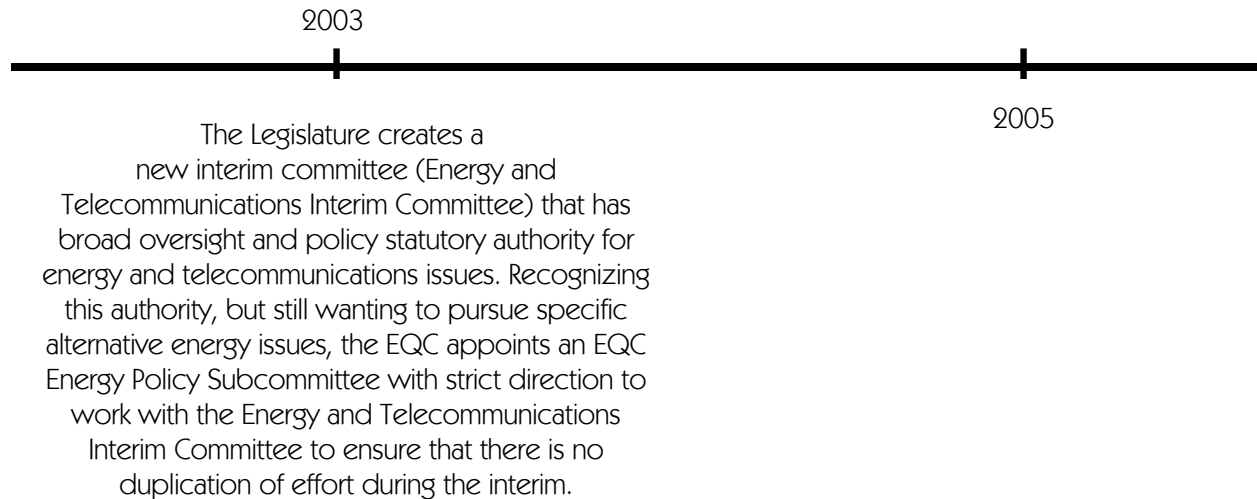 2003
2005
The Legislature creates a
new interim committee (Energy and
Telecommunications Interim Committee) that has
broad oversight and policy statutory authority for
energy and telecommunications issues. Recognizing
this authority, but still wanting to pursue specific
alternative energy issues, the EQC appoints an EQC
Energy Policy Subcommittee with strict direction to
work with the Energy and Telecommunications
Interim Committee to ensure that there is no
duplication of effort during the interim.